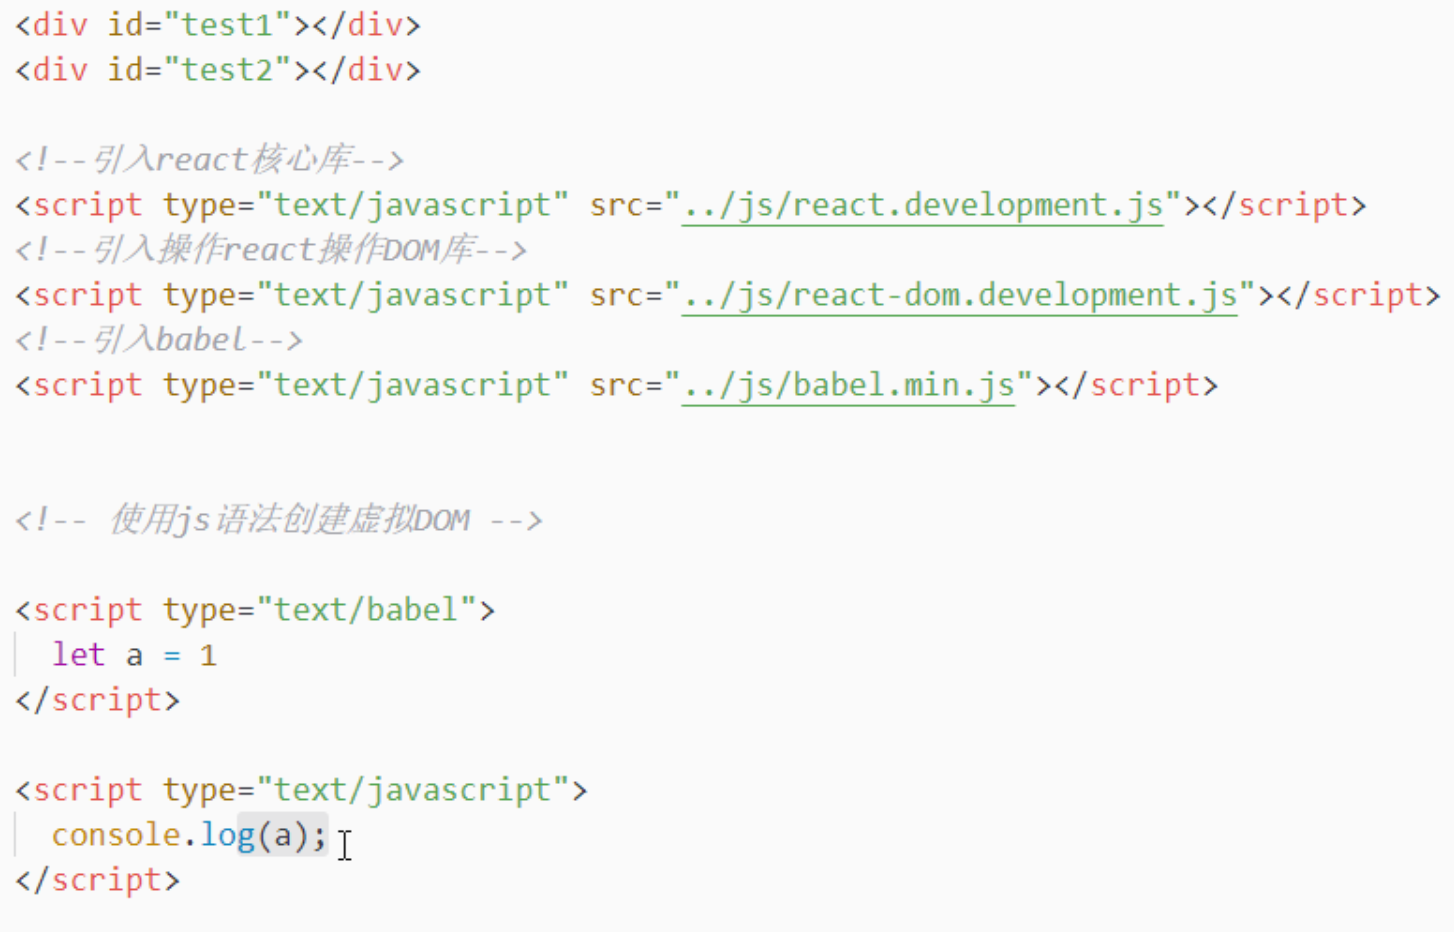 <div id="test1"></div>
<div id="test2"></div>
<!--引入react核心库-->
<script type="text/javascript" src="../js/react.development.js"></script>
<!--引入操作react操作DOM库-->
<script type="text/javascript" src="../js/react-dom.development.js"></script>
<!--引入babel-->
<script type="text/javascript" src="../js/babel.min.js"></script>
<!-- 使用js语法创建虚拟DOM -->
<script type="text/babel">
let a = 1
</script>
<script type="text/javascript">
console.log(a);
</script>